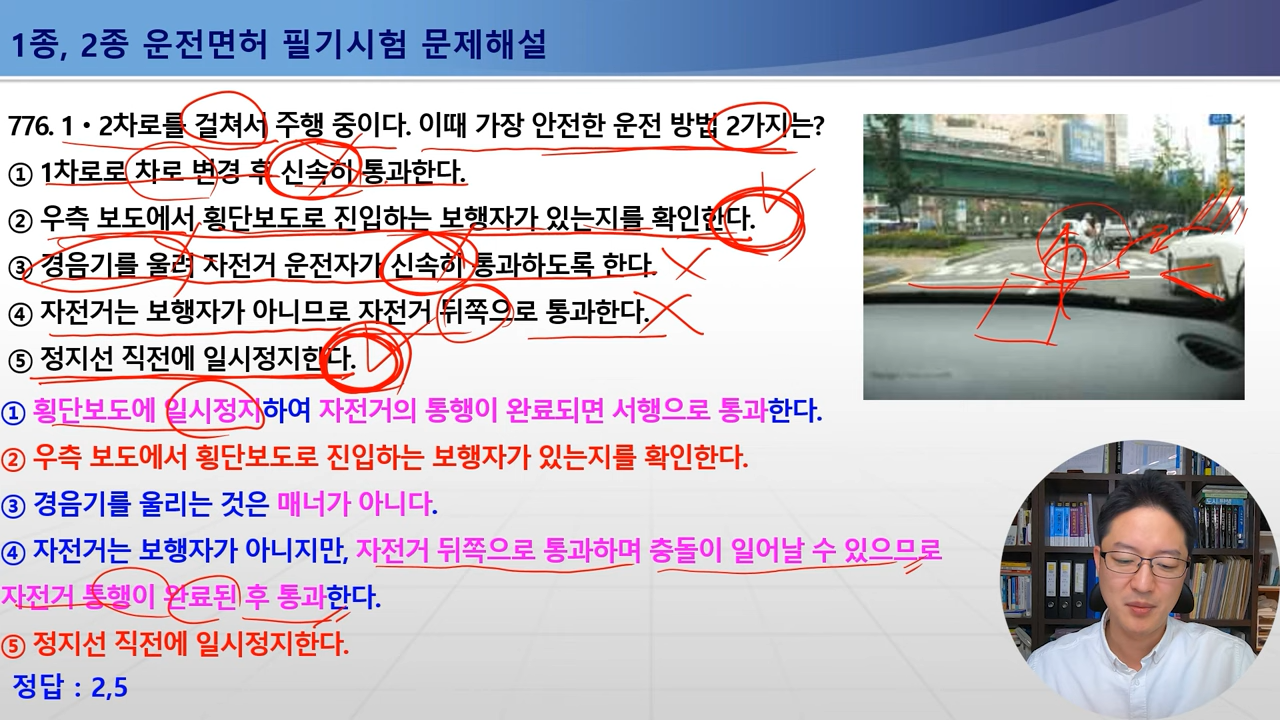 1종, 2종 운전면허 필기시험 문제해설
776. 1 • 2차로를 걸쳐서 주행 중이다. 이때 가장 안전한 운전 방법 2가지는?
① 1차로로 차로 변경 후 신속히 통과한다.
② 우측 보도에서 횡단보도로 진입하는 보행자가 있는지를 확인한다.
③ 경음기를 울려 자전거 운전자가 신속히 통과하도록 한다.
④ 자전거는 보행자가 아니므로 자전거 뒤쪽으로 통과한다.
⑤ 정지선 직전에 일시정지한다.
① 횡단보도에 일시정지하여 자전거의 통행이 완료되면 서행으로 통과한다.
② 우측 보도에서 횡단보도로 진입하는 보행자가 있는지를 확인한다.
③ 경음기를 울리는 것은 매너가 아니다.
④ 자전거는 보행자가 아니지만, 자전거 뒤쪽으로 통과하며 충돌이 일어날 수 있으므로
자전거 통행이 완료된 후 통과한다.
⑤ 정지선 직전에 일시정지한다.
정답 : 2,5